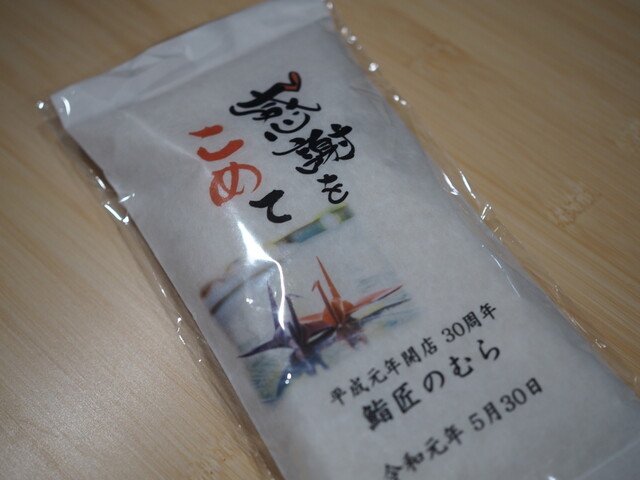 感謝を
こめて
平成元年開店 30周年
鮨匠のむら
令和元年 5月30日